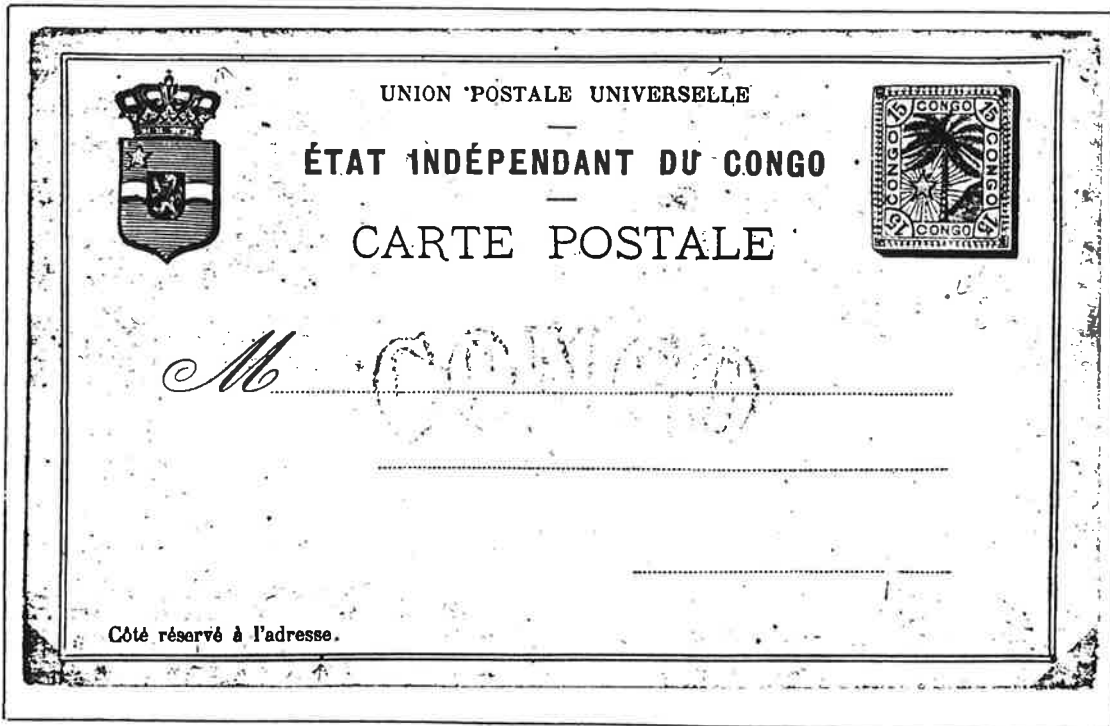 UNION POSTALE UNIVERSELLE
ÉTAT INDÉPENDANT DU CONGO
CARTE POSTALE
15 CONGO 15
CONGO
CONGO
15 CONGO 15
CONGO
M
Côté réservé à l'adresse.